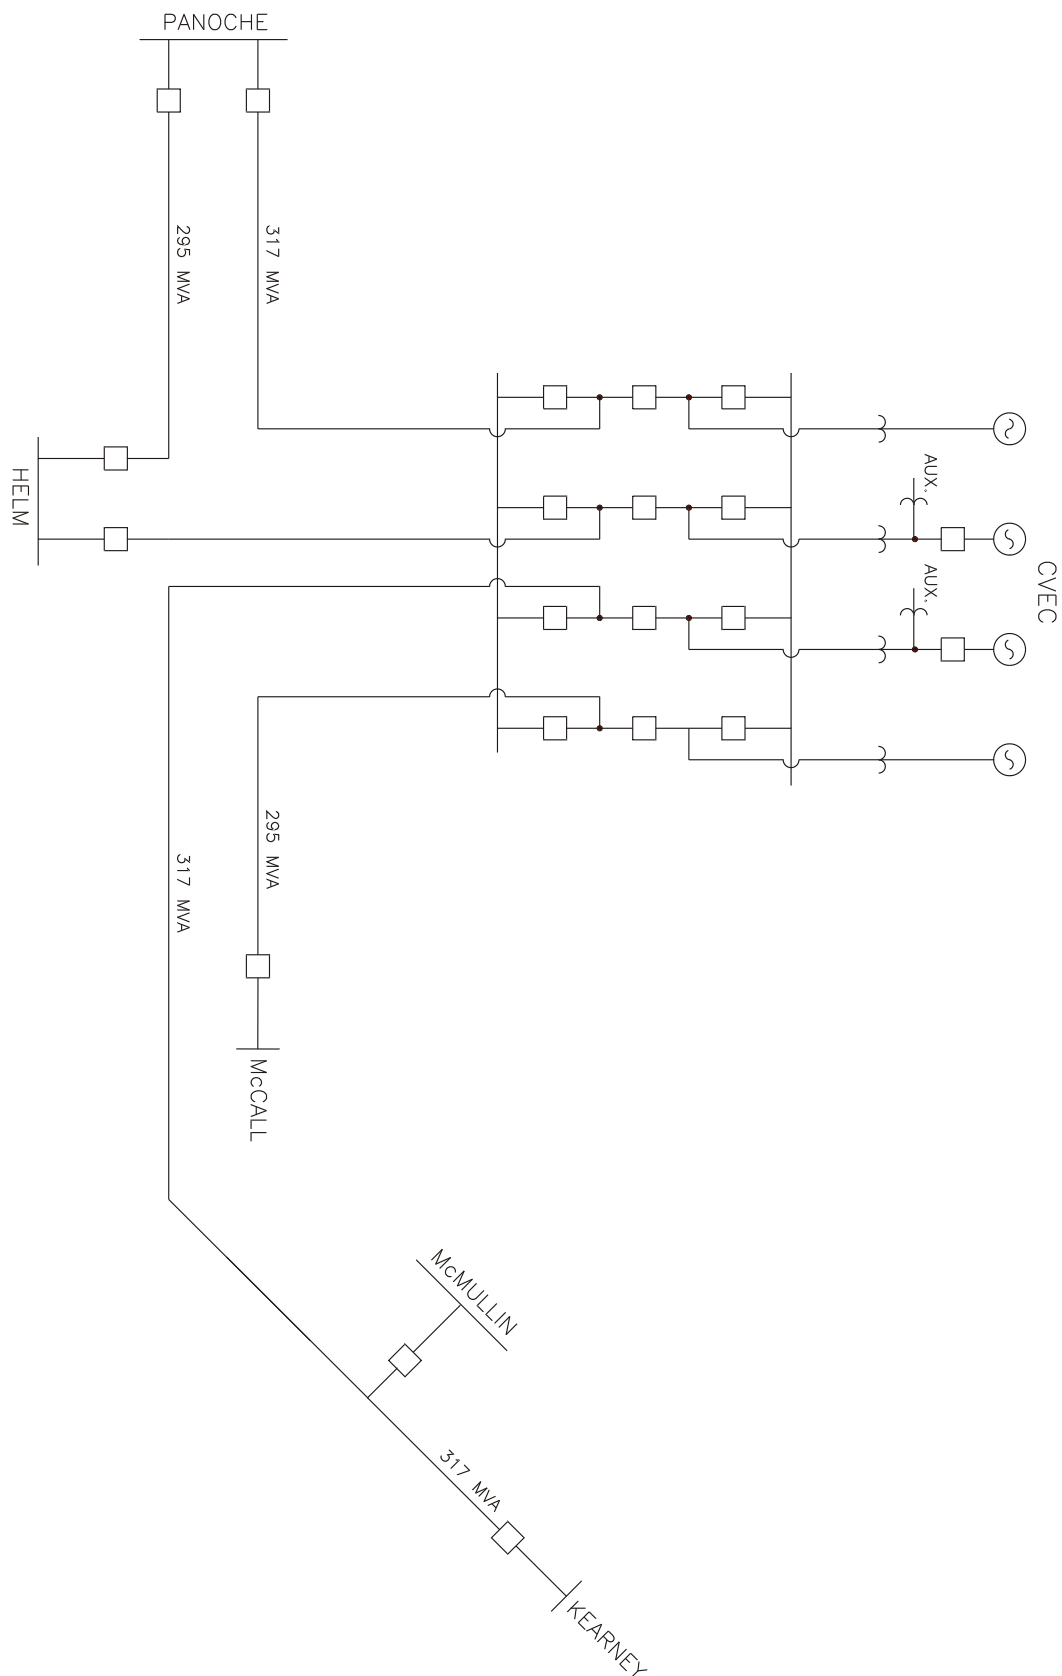 PANOCHE
295 MVA
317 MVA
HELM
AUX.
AUX.
CVEC
295 MVA
317 MVA
McCALL
McMULLIN
317 MVA
KEARNEY